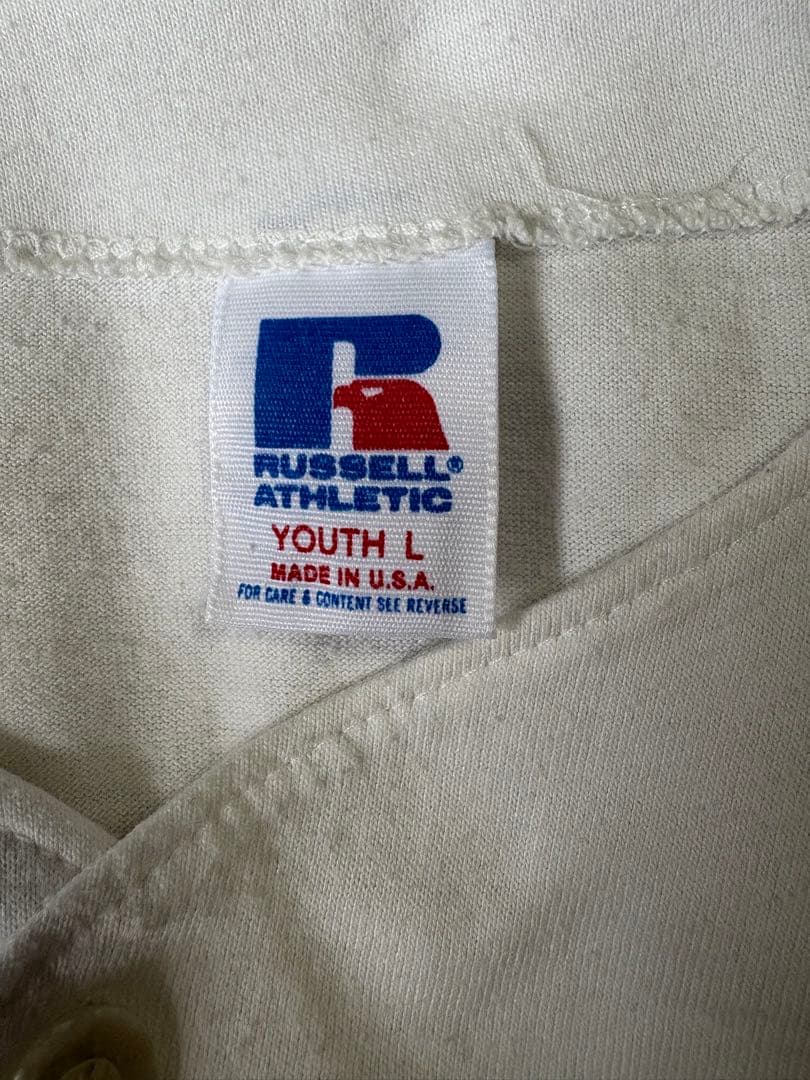 RUSSELL®
ATHLETIC
YOUTH L
MADE IN U.S.A.
FOR CARE & CONTENT SEE REVERSE